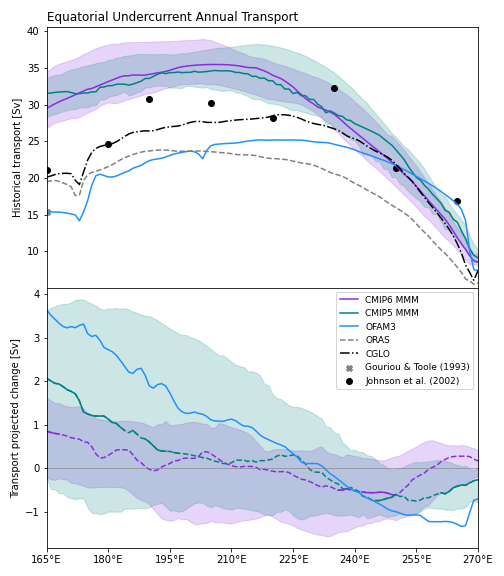 Equatorial Undercurrent Annual Transport
Historical transport [Sv]
40
35
30
25
20
15
10
Transport projected change [Sv]
4
3
2
1
0
−1
CMIP6 MMM
CMIP5 MMM
OFAM3
ORAS
CGLO
Gouriou & Toole (1993)
Johnson et al. (2002)
165°E 180°E 195°E 210°E 225°E 240°E 255°E 270°E